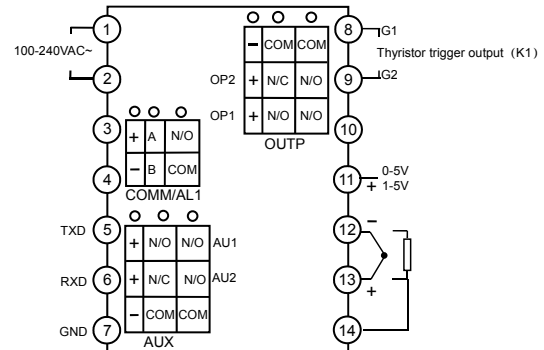 1
100-240VAC~
2
3
4
+ A N/O
− B COM
COMM/AL1
TXD 5
RXD 6
GND 7
+ N/O N/O AU1
+ N/C N/O AU2
− COM COM
AUX
− COM COM
OP2 + N/C N/O
OP1 + N/O N/O
OUTP
8 G1
Thyristor trigger output (K1)
9 G2
10
11 + 0-5V
1-5V
12 −
13 +
14